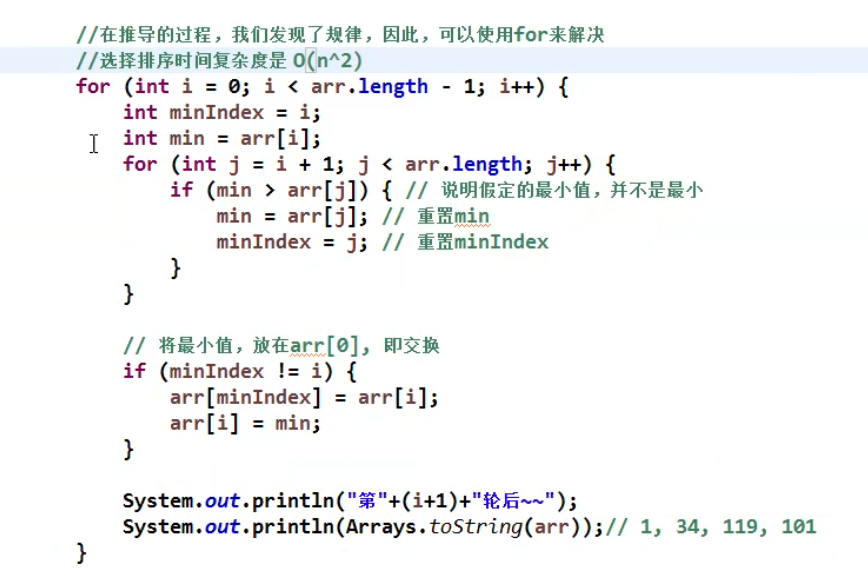 //在推导的过程，我们发现了规律，因此，可以使用for来解决
//选择排序时间复杂度是 O(n^2)
for (int i = 0; i < arr.length - 1; i++) {
    int minIndex = i;
    int min = arr[i];
    for (int j = i + 1; j < arr.length; j++) {
        if (min > arr[j]) { // 说明假定的最小值，并不是最小
            min = arr[j]; // 重置min
            minIndex = j; // 重置minIndex
        }
    }
    // 将最小值，放在arr[0], 即交换
    if (minIndex != i) {
        arr[minIndex] = arr[i];
        arr[i] = min;
    }
    System.out.println("第"+(i+1)+"轮后~~");
    System.out.println(Arrays.toString(arr));// 1, 34, 119, 101
}